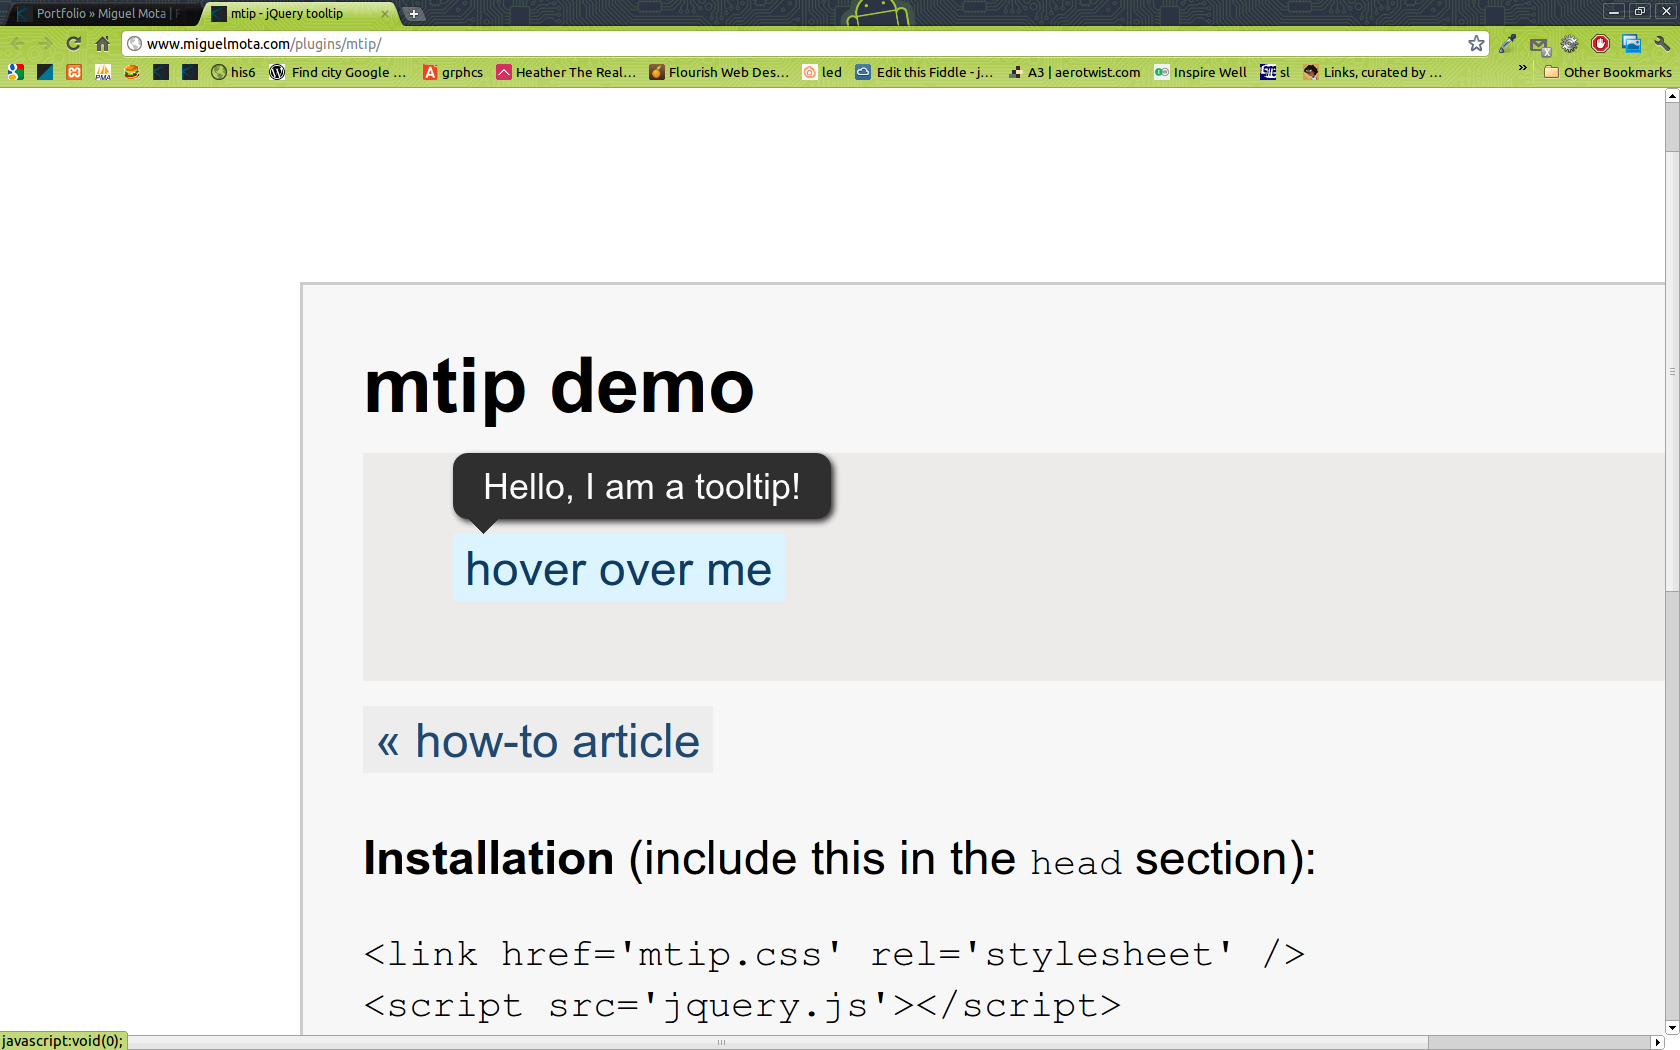 Portfolio » Miguel Mota |
mtip - jQuery tooltip
www.miguelmota.com/plugins/mtip/
PMA
his6
Find city Google ...
grphcs
Heather The Real...
Flourish Web Des...
led
Edit this Fiddle - j...
A3 | aerotwist.com
Inspire Well
sl
Links, curated by ...
»
Other Bookmarks
mtip demo
Hello, I am a tooltip!
hover over me
« how-to article
Installation (include this in the head section):
<link href='mtip.css' rel='stylesheet' />
<script src='jquery.js'></script>
javascript:void(0);